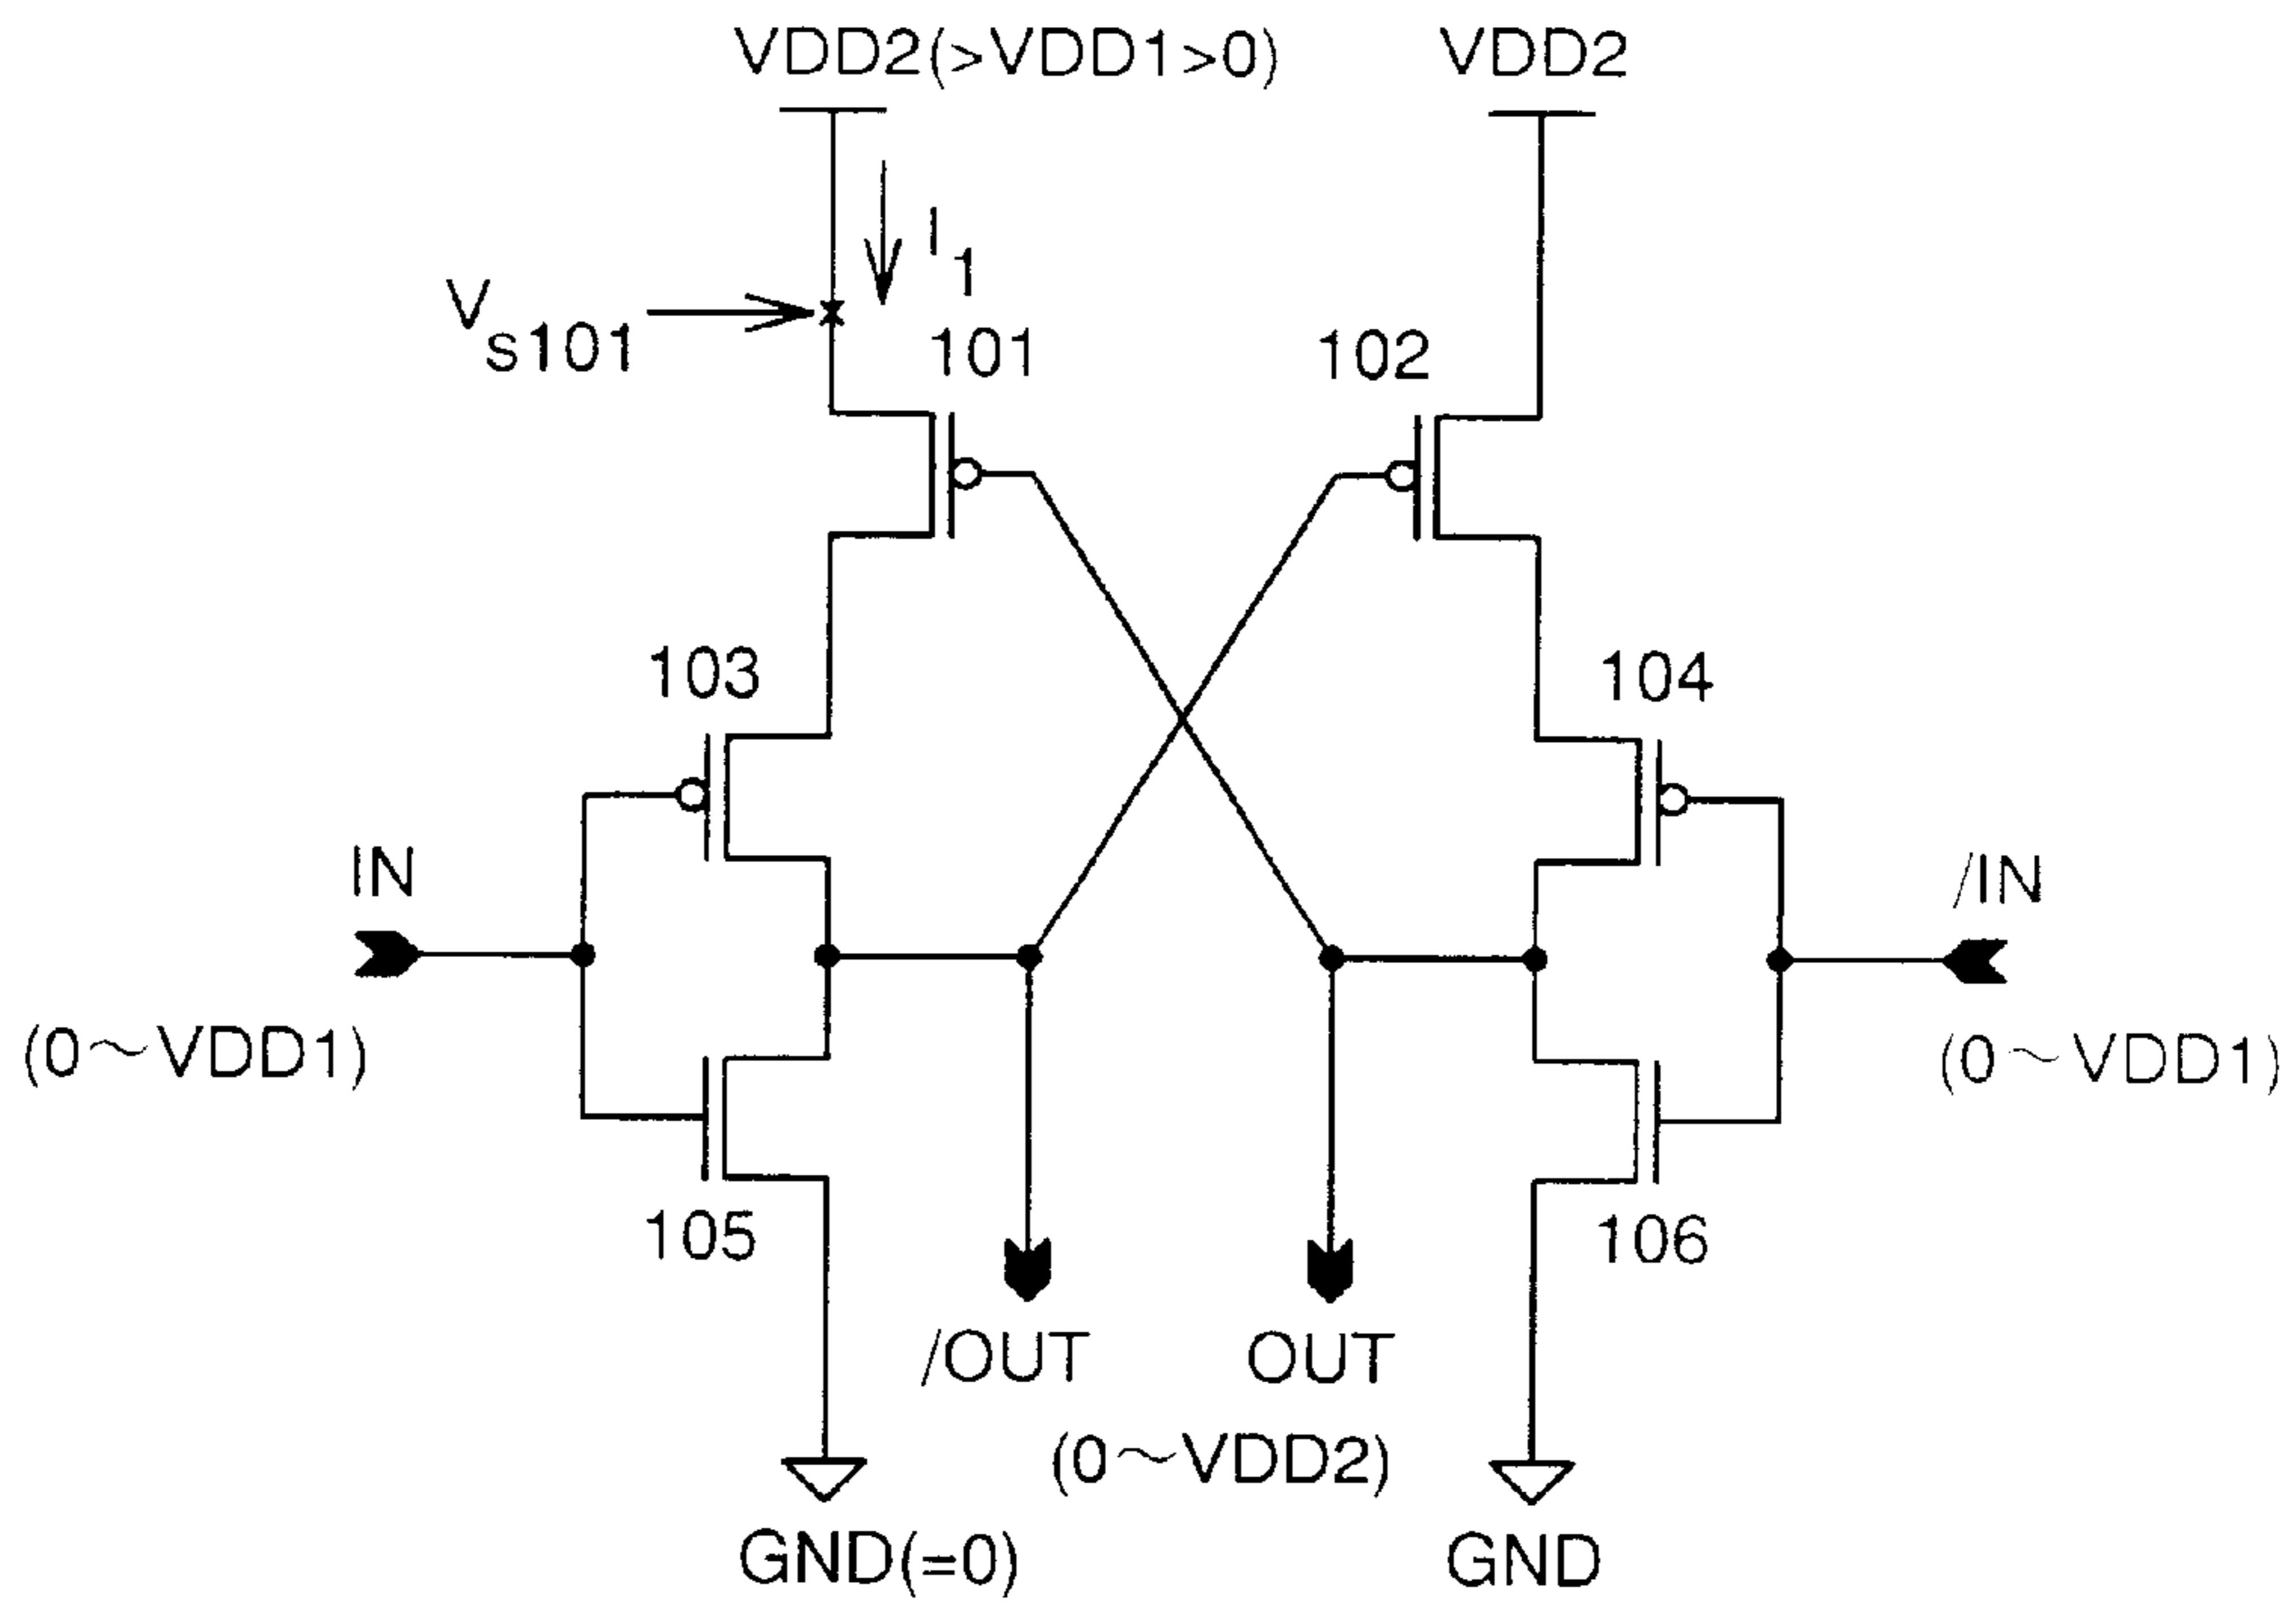 VDD2(>VDD1>0)
VDD2
I1
Vs101
101
102
103
104
IN
/IN
(0～VDD1)
(0～VDD1)
105
106
/OUT
OUT
(0～VDD2)
GND(=0)
GND